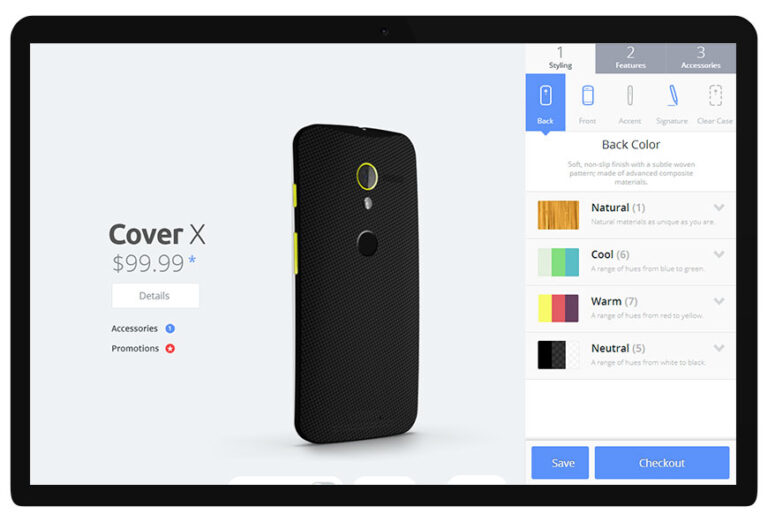 Cover X
$99.99 *
Details
Accessories 1
Promotions
1
Styling
2
Features
3
Accessories
Back
Front
Accent
Signature
Clear Case
Back Color
Soft, non-slip finish with a subtle woven
pattern; made of advanced composite
materials.
Natural (1)
Natural materials as unique as you are.
Cool (6)
A range of hues from blue to green.
Warm (7)
A range of hues from red to yellow.
Neutral (5)
A range of hues from white to black.
Save
Checkout